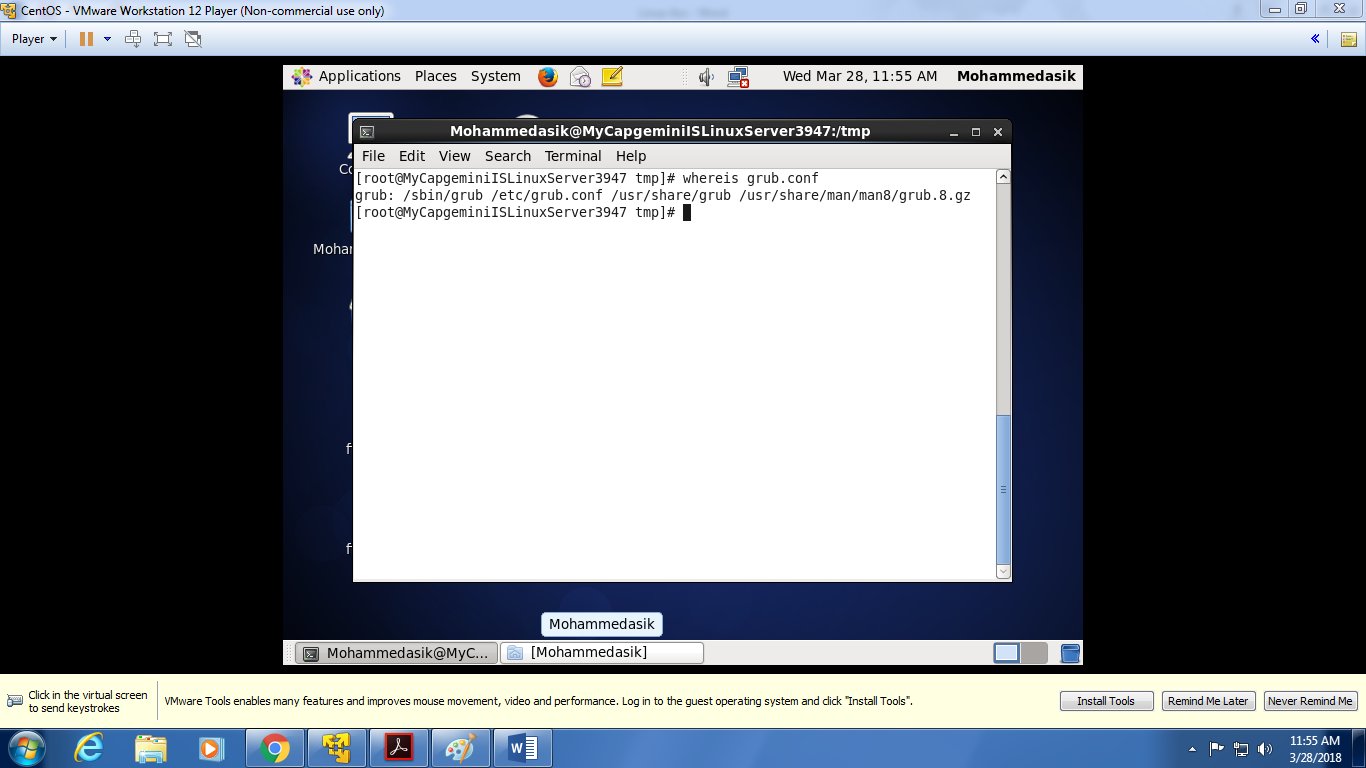 CentOS - VMware Workstation 12 Player (Non-commercial use only)
Player
Applications Places System Wed Mar 28, 11:55 AM Mohammedasik
Mohammedasik@MyCapgeminiISLinuxServer3947:/tmp
File Edit View Search Terminal Help
[root@MyCapgeminiISLinuxServer3947 tmp]# whereis grub.conf
grub: /sbin/grub /etc/grub.conf /usr/share/grub /usr/share/man/man8/grub.8.gz
[root@MyCapgeminiISLinuxServer3947 tmp]#
Mohammedasik
Mohammedasik@MyC... [Mohammedasik]
Click in the virtual screen
to send keystrokes
VMware Tools enables many features and improves mouse movement, video and performance. Log in to the guest operating system and click "Install Tools".
Install Tools Remind Me Later Never Remind Me
11:55 AM
3/28/2018